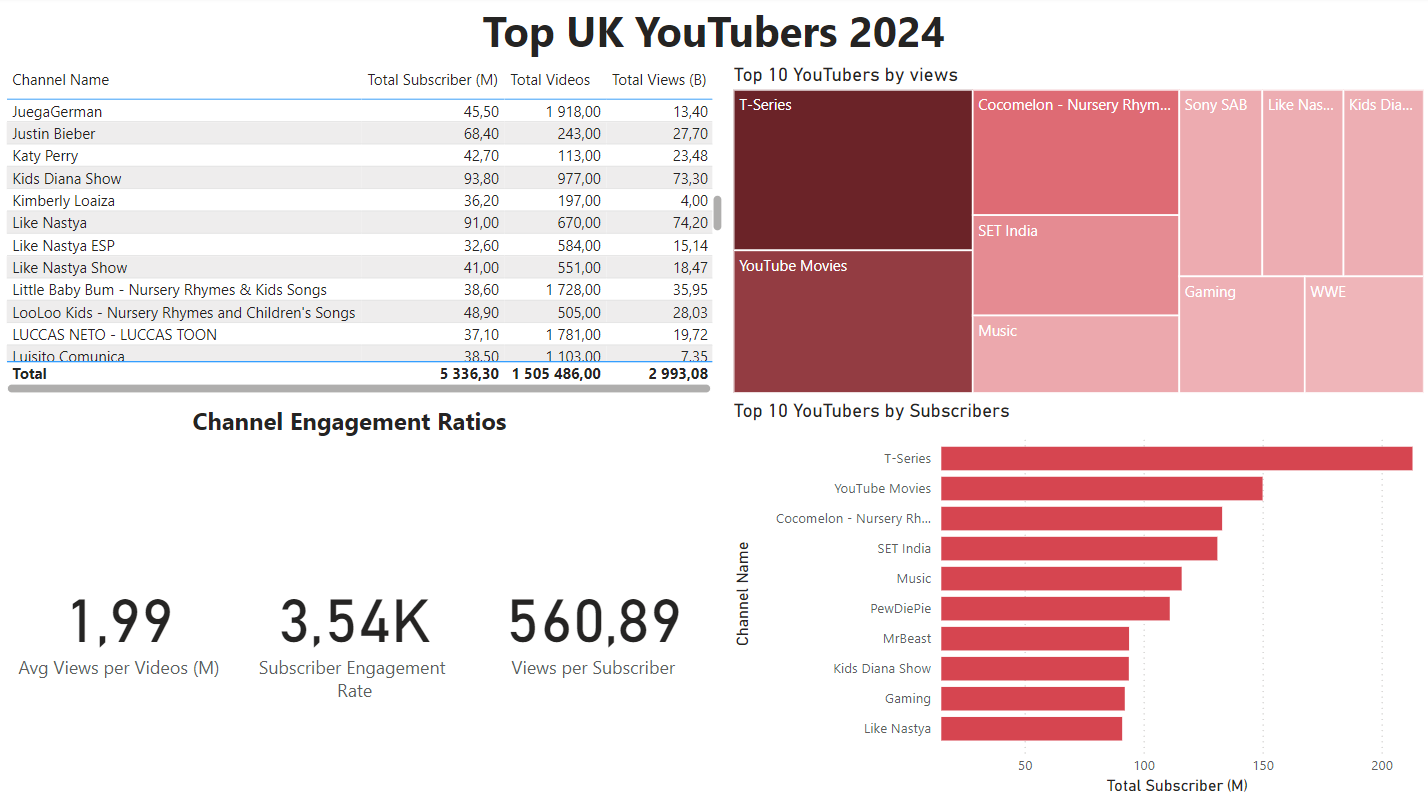 Top UK YouTubers 2024
Channel Name Total Subscriber (M) Total Videos Total Views (B)
JuegaGerman 45,50 1 918,00 13,40
Justin Bieber 68,40 243,00 27,70
Katy Perry 42,70 113,00 23,48
Kids Diana Show 93,80 977,00 73,30
Kimberly Loaiza 36,20 197,00 4,00
Like Nastya 91,00 670,00 74,20
Like Nastya ESP 32,60 584,00 15,14
Like Nastya Show 41,00 551,00 18,47
Little Baby Bum - Nursery Rhymes & Kids Songs 38,60 1 728,00 35,95
LooLoo Kids - Nursery Rhymes and Children's Songs 48,90 505,00 28,03
LUCCAS NETO - LUCCAS TOON 37,10 1 781,00 19,72
Luisito Comunica 38,50 1 103,00 7,35
Total 5 336,30 1 505 486,00 2 993,08
Top 10 YouTubers by views
T-Series
YouTube Movies
Cocomelon - Nursery Rhym...
SET India
Music
Sony SAB
Like Nas...
Kids Dia...
Gaming
WWE
Channel Engagement Ratios
1,99
Avg Views per Videos (M)
3,54K
Subscriber Engagement
Rate
560,89
Views per Subscriber
Top 10 YouTubers by Subscribers
Channel Name
T-Series
YouTube Movies
Cocomelon - Nursery Rh...
SET India
Music
PewDiePie
MrBeast
Kids Diana Show
Gaming
Like Nastya
50 100 150 200
Total Subscriber (M)